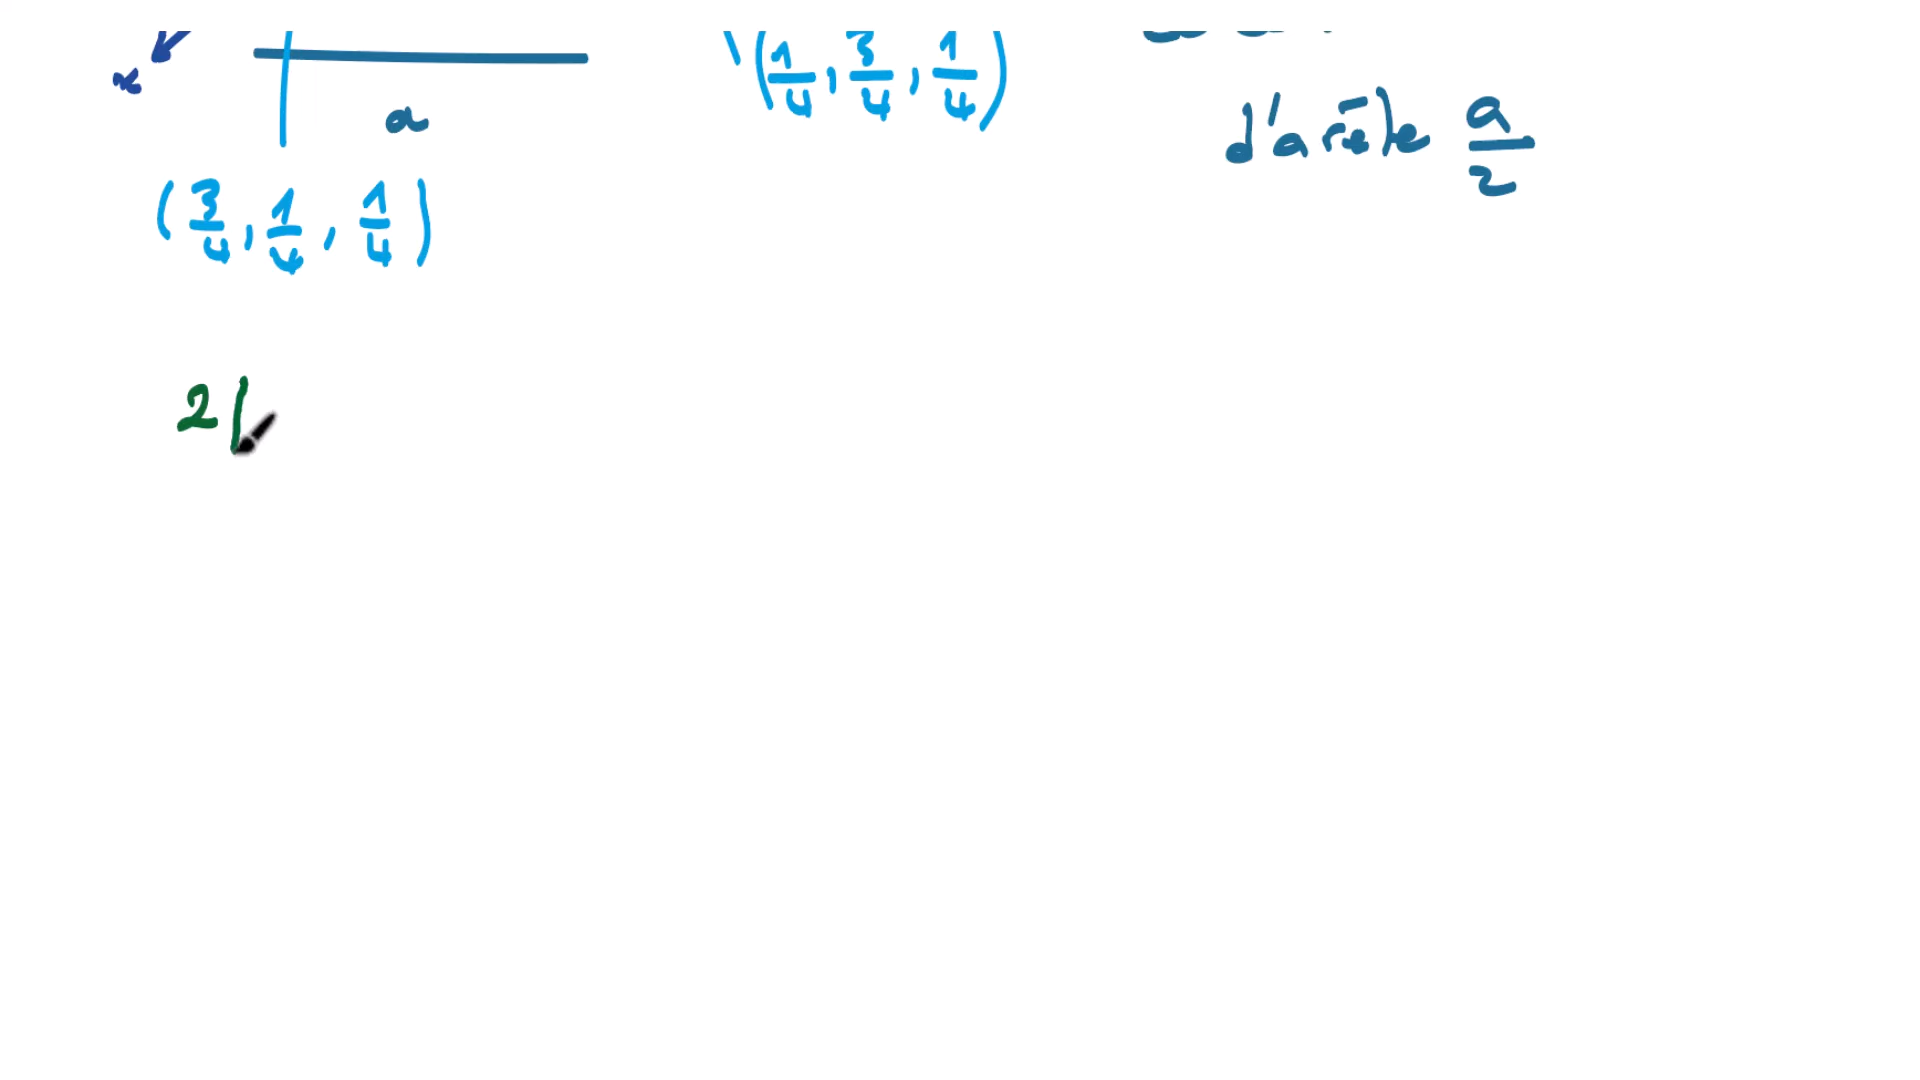 x
a
(1/4, 3/4, 1/4)
d'arête a/2
(3/4, 1/4, 1/4)
2